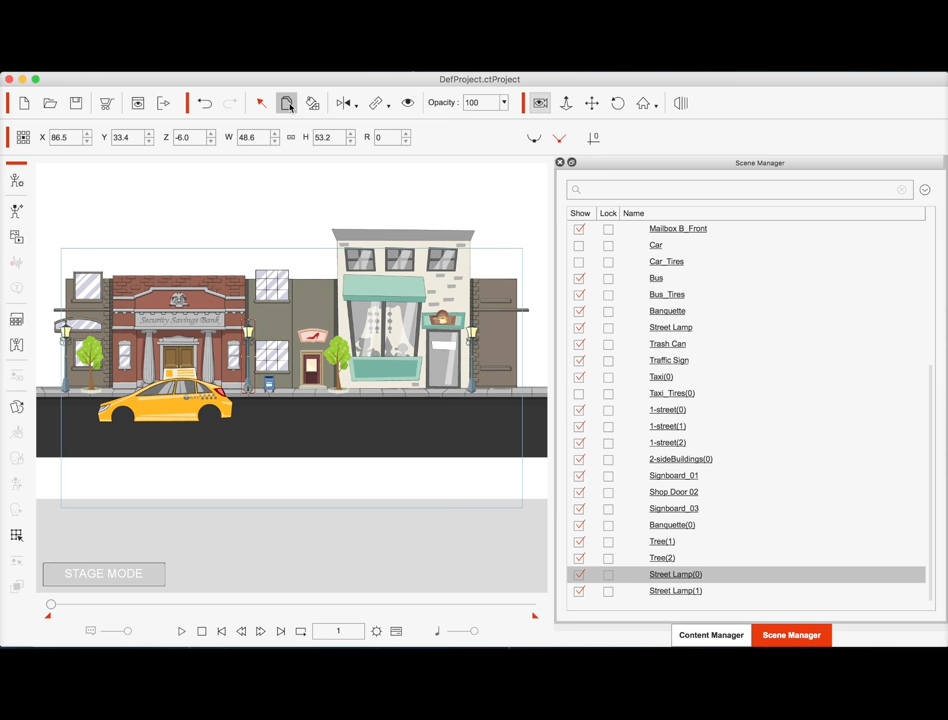 DefProject.ctProject
Opacity : 100
X 86.5 Y 33.4 Z -6.0 W 48.6 H 53.2 R 0
Scene Manager
Show Lock Name
Mailbox B_Front
Car
Car_Tires
Bus
Bus_Tires
Banquette
Street Lamp
Trash Can
Traffic Sign
Taxi(0)
Taxi_Tires(0)
1-street(0)
1-street(1)
1-street(2)
2-sideBuildings(0)
Signboard_01
Shop Door 02
Signboard_03
Banquette(0)
Tree(1)
Tree(2)
Street Lamp(0)
Street Lamp(1)
Security Savings Bank
STAGE MODE
1
Content Manager
Scene Manager